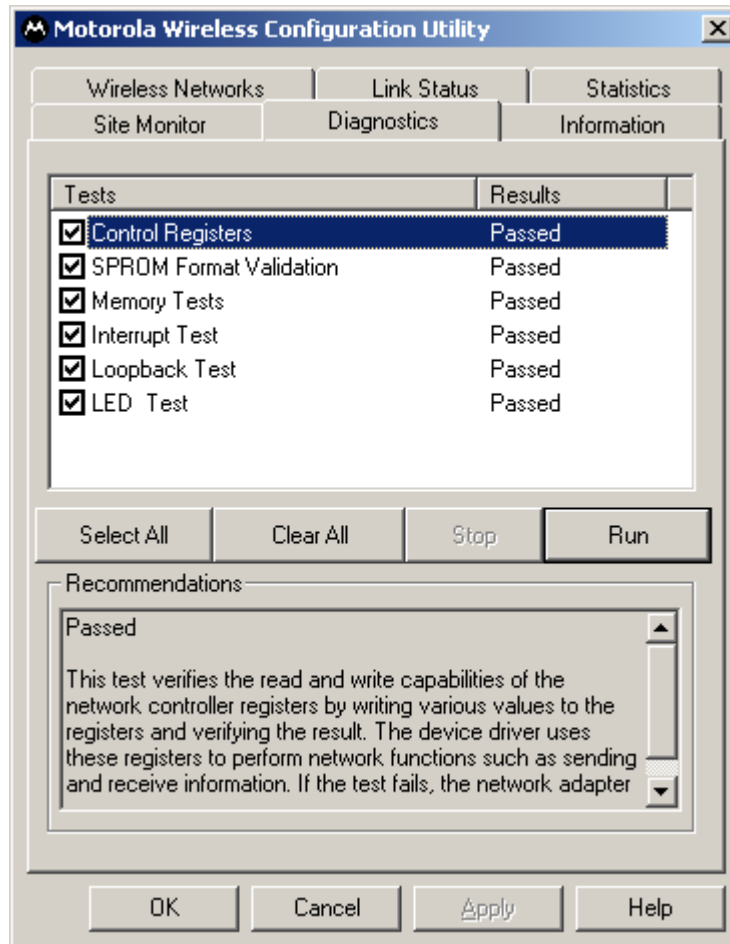 Motorola Wireless Configuration Utility
Wireless Networks Link Status Statistics
Site Monitor Diagnostics Information
Tests Results
Control Registers Passed
SPROM Format Validation Passed
Memory Tests Passed
Interrupt Test Passed
Loopback Test Passed
LED Test Passed
Select All Clear All Stop Run
Recommendations
Passed
This test verifies the read and write capabilities of the
network controller registers by writing various values to the
registers and verifying the result. The device driver uses
these registers to perform network functions such as sending
and receive information. If the test fails, the network adapter
OK Cancel Apply Help